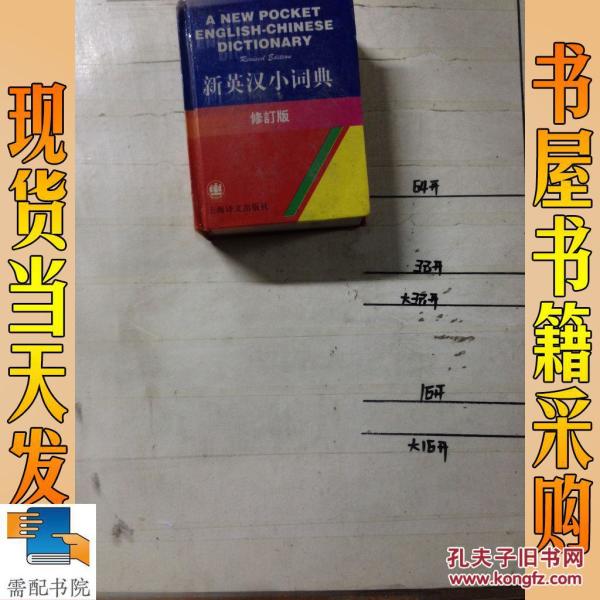 现货当天发
A NEW POCKET
ENGLISH-CHINESE
DICTIONARY
Revised Edition
新英汉小词典
修訂版
上海译文出版社
64开
32开
大32开
16开
大16开
书屋书籍采购
需配书院
孔夫子旧书网
www.kongfz.com